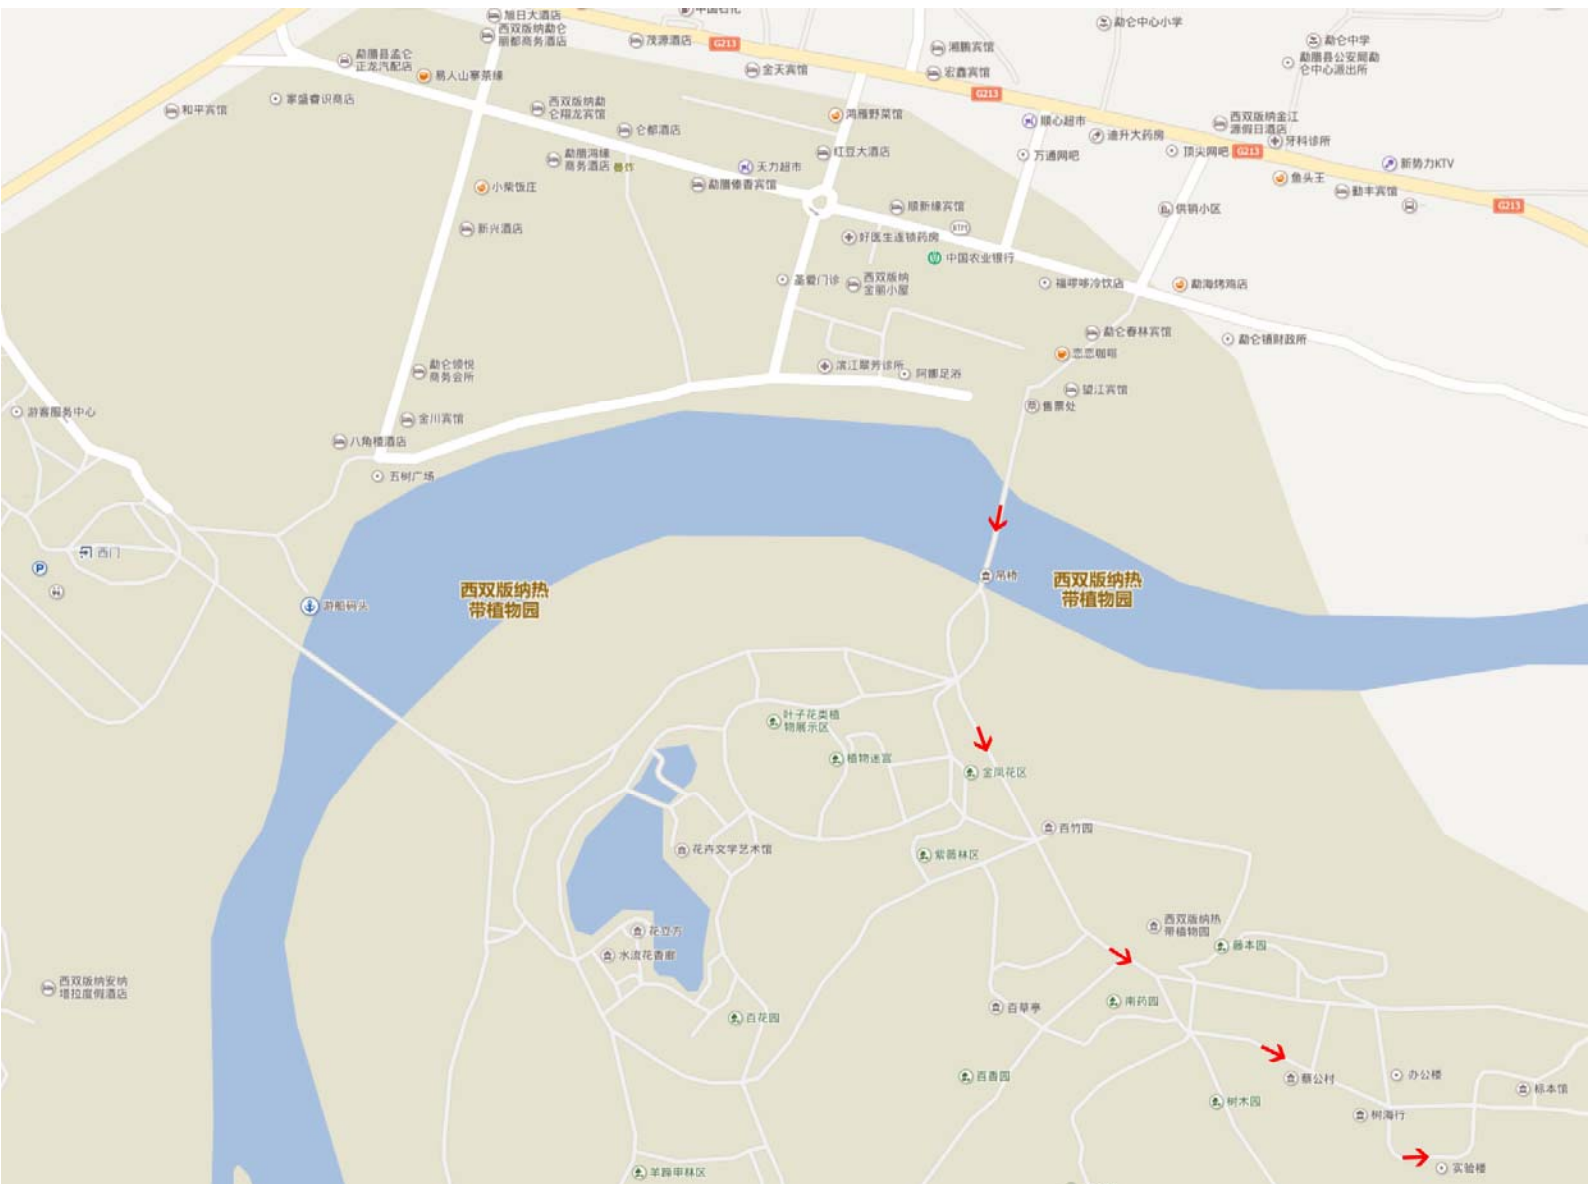 旭日大酒店
西双版纳勐仑
丽都商务酒店
茂源酒店
G213
中国石化
勐仑中心小学
湘鹏宾馆
勐仑中学
勐腊县公安局勐
仑中心派出所
勐腊县孟仑
正龙汽配店
易人山寨茶缘
金天宾馆
宏鑫宾馆
G213
家盛睿识商店
和平宾馆
西双版纳勐
仑翔龙宾馆
仑都酒店
鸿雁野菜馆
顺心超市
迪升大药房
西双版纳金江
源假日酒店
牙科诊所
勐腊鸿缘
商务酒店
曼炸
天力超市
红豆大酒店
万通网吧
顶尖网吧
G213
新势力KTV
小柴饭庄
勐腊傣香宾馆
鱼头王
勤丰宾馆
G213
顺新缘宾馆
供销小区
新兴酒店
好医生连锁药房
ATM
中国农业银行
圣爱门诊
西双版纳
金丽小屋
福哆哆冷饮店
勐海烤鸡店
勐仑春林宾馆
勐仑镇财政所
恋恋咖啡
勐仑领悦
商务会所
滨江翠芳诊所
阿娜足浴
望江宾馆
售票处
游客服务中心
金川宾馆
八角楼酒店
五树广场
西门
P
吊桥
西双版纳热
带植物园
西双版纳热
带植物园
游船码头
叶子花类植
物展示区
植物迷宫
金凤花区
百竹园
花卉文学艺术馆
紫薇林区
西双版纳热
带植物园
藤本园
花立方
水流花香廊
西双版纳安纳
塔拉度假酒店
南药园
百草亭
百花园
百香园
蔡公村
办公楼
标本馆
树木园
树海行
羊蹄甲林区
实验楼